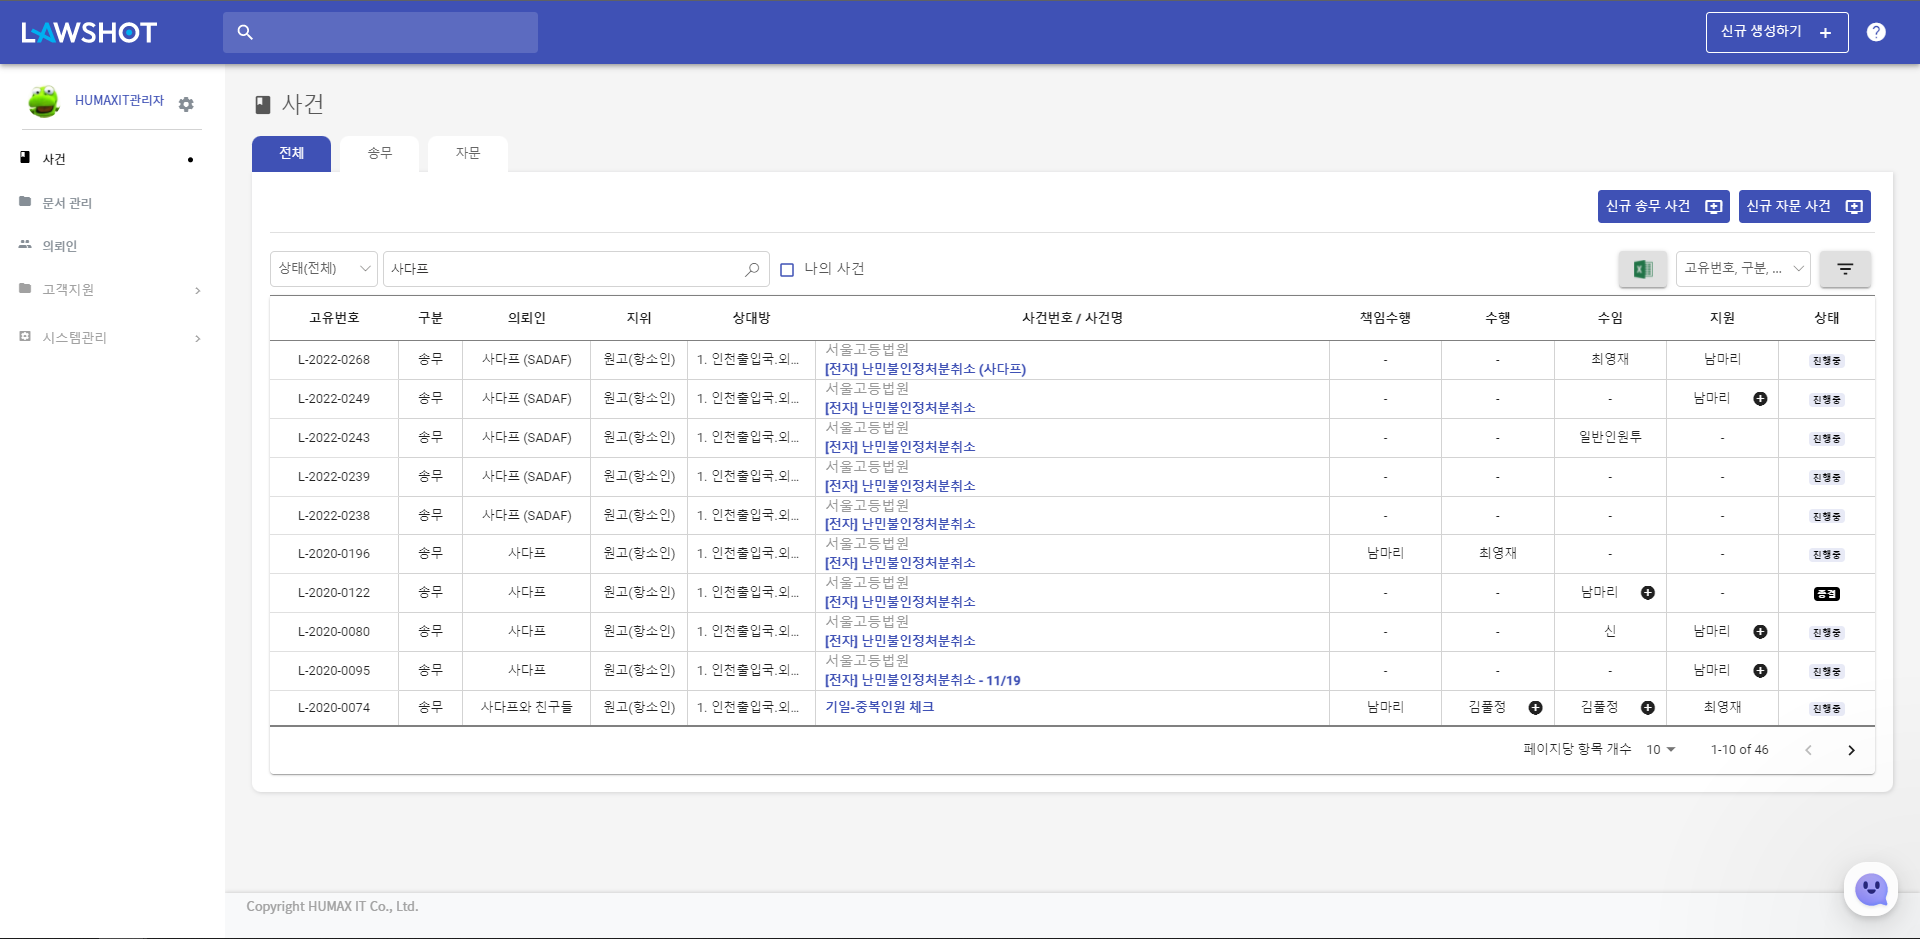 LAWSHOT
신규 생성하기 +
?
HUMAXIT관리자
사건
문서 관리
의뢰인
고객지원
시스템관리
사건
전체 송무 자문
신규 송무 사건 신규 자문 사건
상태(전체) 사다프 나의 사건 고유번호, 구분, ...
고유번호 구분 의뢰인 지위 상대방 사건번호 / 사건명 책임수행 수행 수임 지원 상태
L-2022-0268 송무 사다프 (SADAF) 원고(항소인) 1. 인천출입국.외... 서울고등법원 - - 최영재 남마리 진행중
[전자] 난민불인정처분취소 (사다프)
L-2022-0249 송무 사다프 (SADAF) 원고(항소인) 1. 인천출입국.외... 서울고등법원 - - - 남마리 진행중
[전자] 난민불인정처분취소
L-2022-0243 송무 사다프 (SADAF) 원고(항소인) 1. 인천출입국.외... 서울고등법원 - - 일반인원투 - 진행중
[전자] 난민불인정처분취소
L-2022-0239 송무 사다프 (SADAF) 원고(항소인) 1. 인천출입국.외... 서울고등법원 - - - - 진행중
[전자] 난민불인정처분취소
L-2022-0238 송무 사다프 (SADAF) 원고(항소인) 1. 인천출입국.외... 서울고등법원 - - - - 진행중
[전자] 난민불인정처분취소
L-2020-0196 송무 사다프 원고(항소인) 1. 인천출입국.외... 서울고등법원 남마리 최영재 - - 진행중
[전자] 난민불인정처분취소
L-2020-0122 송무 사다프 원고(항소인) 1. 인천출입국.외... 서울고등법원 - - 남마리 - 종결
[전자] 난민불인정처분취소
L-2020-0080 송무 사다프 원고(항소인) 1. 인천출입국.외... 서울고등법원 - - 신 남마리 진행중
[전자] 난민불인정처분취소
L-2020-0095 송무 사다프 원고(항소인) 1. 인천출입국.외... 서울고등법원 - - - 남마리 진행중
[전자] 난민불인정처분취소 - 11/19
L-2020-0074 송무 사다프와 친구들 원고(항소인) 1. 인천출입국.외... 기일-중복인원 체크 남마리 김풀정 김풀정 최영재 진행중
페이지당 항목 개수 10 1-10 of 46
Copyright HUMAX IT Co., Ltd.